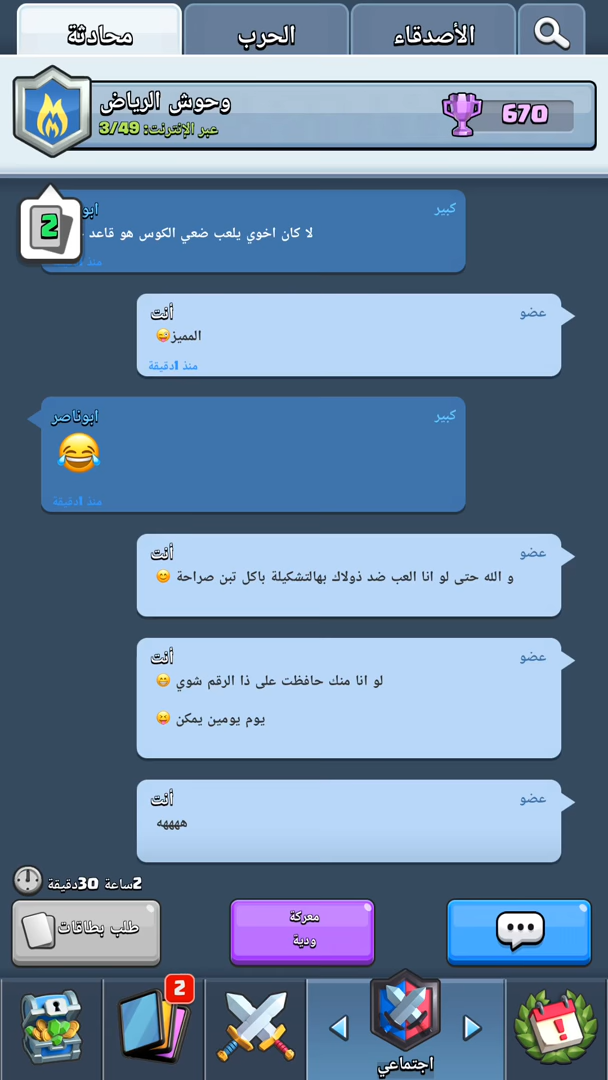 محادثة
الحرب
الأصدقاء
وحوش الرياض
عبر الإنترنت: 3/49
670
2
كبير
لا كان اخوي يلعب ضعي الكوس هو قاعد
أنت
عضو
المميز😜
منذ 1دقيقة
ابوناصر
كبير
😂
منذ 1دقيقة
أنت
عضو
و الله حتى لو انا العب ضد ذولاك بهالتشكيلة باكل تبن صراحة 😊
أنت
عضو
لو انا منك حافظت على ذا الرقم شوي 😁
يوم يومين يمكن 😝
أنت
عضو
هههه
2ساعة 30دقيقة
طلب بطاقات
معركة
ودية
2
اجتماعي